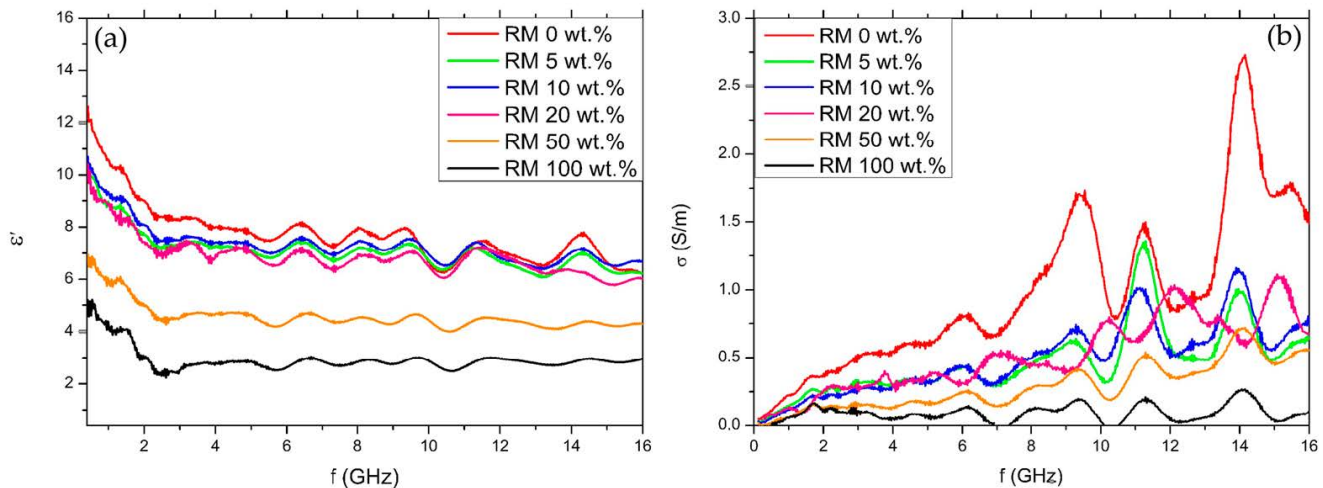 (a)
RM 0 wt.%
RM 5 wt.%
RM 10 wt.%
RM 20 wt.%
RM 50 wt.%
RM 100 wt.%
16
14
12
10
8
6
4
2
ε′
2 4 6 8 10 12 14 16
f (GHz)
(b)
RM 0 wt.%
RM 5 wt.%
RM 10 wt.%
RM 20 wt.%
RM 50 wt.%
RM 100 wt.%
3.0
2.5
2.0
1.5
1.0
0.5
0.0
σ (S/m)
0 2 4 6 8 10 12 14 16
f (GHz)